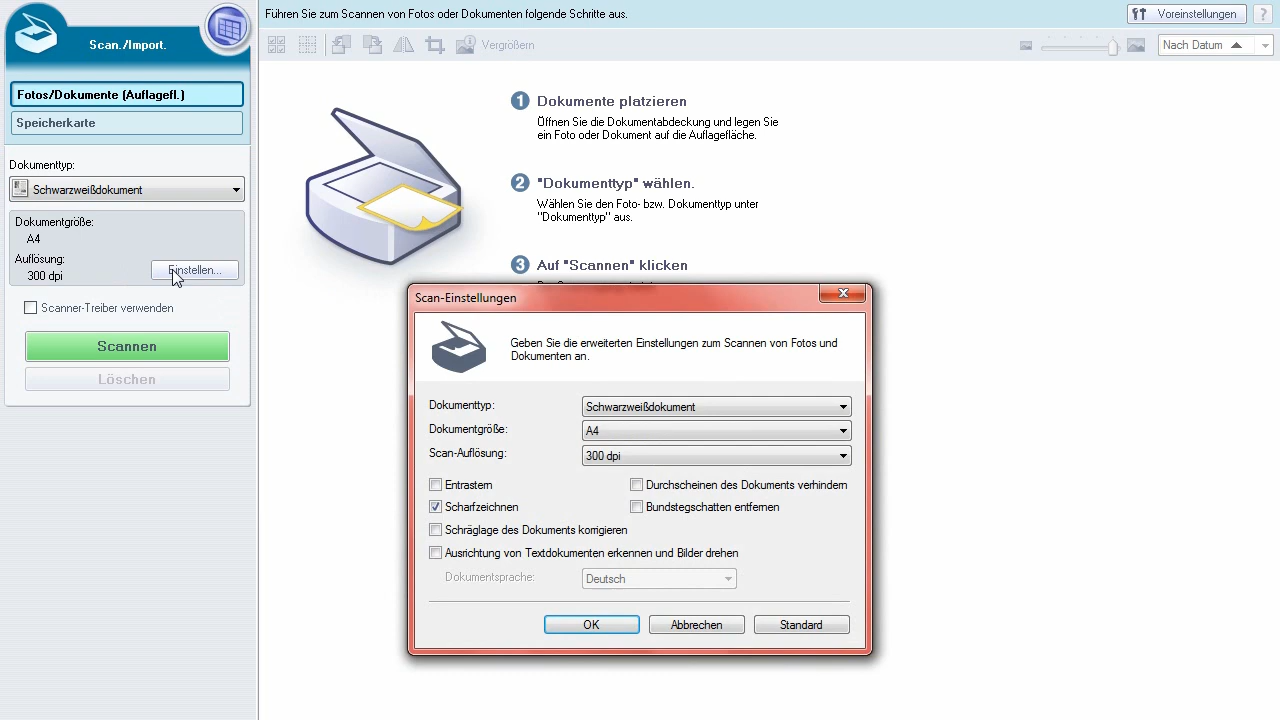 Führen Sie zum Scannen von Fotos oder Dokumenten folgende Schritte aus.
Voreinstellungen
?
Scan./Import.
Vergrößern
Nach Datum
Fotos/Dokumente (Auflagefl.)
Speicherkarte
Dokumenttyp:
Schwarzweißdokument
Dokumentgröße:
A4
Auflösung:
300 dpi
Einstellen...
Scanner-Treiber verwenden
Scannen
Löschen
1 Dokumente platzieren
Öffnen Sie die Dokumentabdeckung und legen Sie
ein Foto oder Dokument auf die Auflagefläche.
2 "Dokumenttyp" wählen.
Wählen Sie den Foto- bzw. Dokumenttyp unter
"Dokumenttyp" aus.
3 Auf "Scannen" klicken
Scan-Einstellungen
Geben Sie die erweiterten Einstellungen zum Scannen von Fotos und
Dokumenten an.
Dokumenttyp: Schwarzweißdokument
Dokumentgröße: A4
Scan-Auflösung: 300 dpi
Entrastern Durchscheinen des Dokuments verhindern
Scharfzeichnen Bundstegschatten entfernen
Schräglage des Dokuments korrigieren
Ausrichtung von Textdokumenten erkennen und Bilder drehen
Dokumentsprache: Deutsch
OK Abbrechen Standard